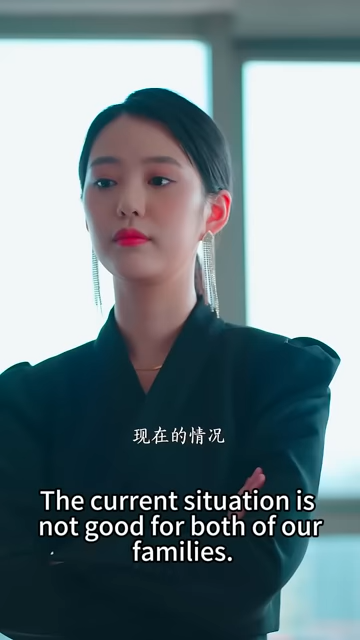 现在的情况
The current situation is
not good for both of our
families.